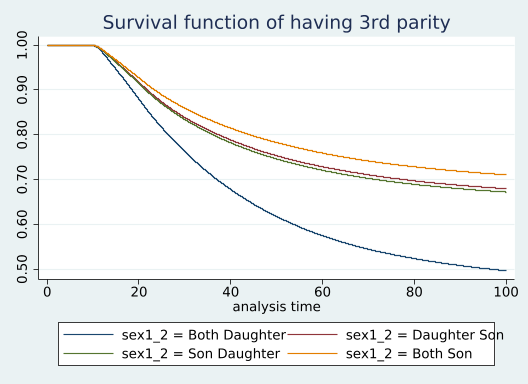 Survival function of having 3rd parity
1.00
0.90
0.80
0.70
0.60
0.50
0 20 40 60 80 100
analysis time
sex1_2 = Both Daughter sex1_2 = Daughter Son
sex1_2 = Son Daughter sex1_2 = Both Son